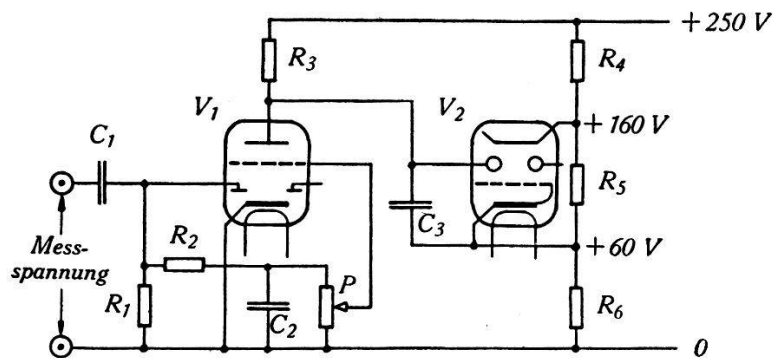 + 250 V
R3
R4
V1
V2
+ 160 V
C1
R5
C3
R2
+ 60 V
Mess-
spannung
P
R1
C2
R6
0